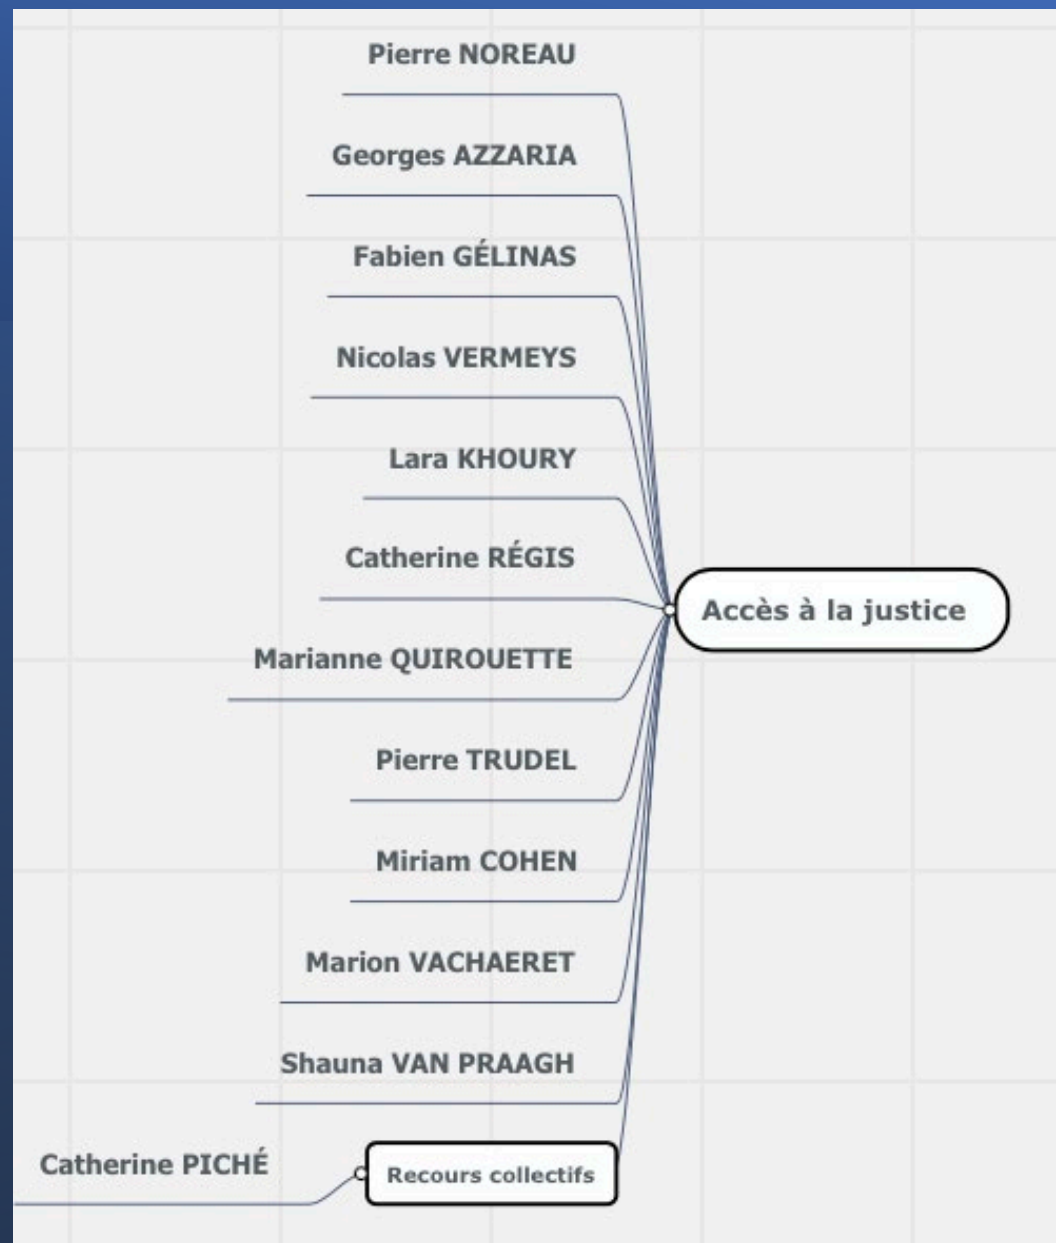 Pierre NOREAU
Georges AZZARIA
Fabien GÉLINAS
Nicolas VERMEYS
Lara KHOURY
Catherine RÉGIS
Accès à la justice
Marianne QUIROUETTE
Pierre TRUDEL
Miriam COHEN
Marion VACHAERET
Shauna VAN PRAAGH
Catherine PICHÉ
Recours collectifs